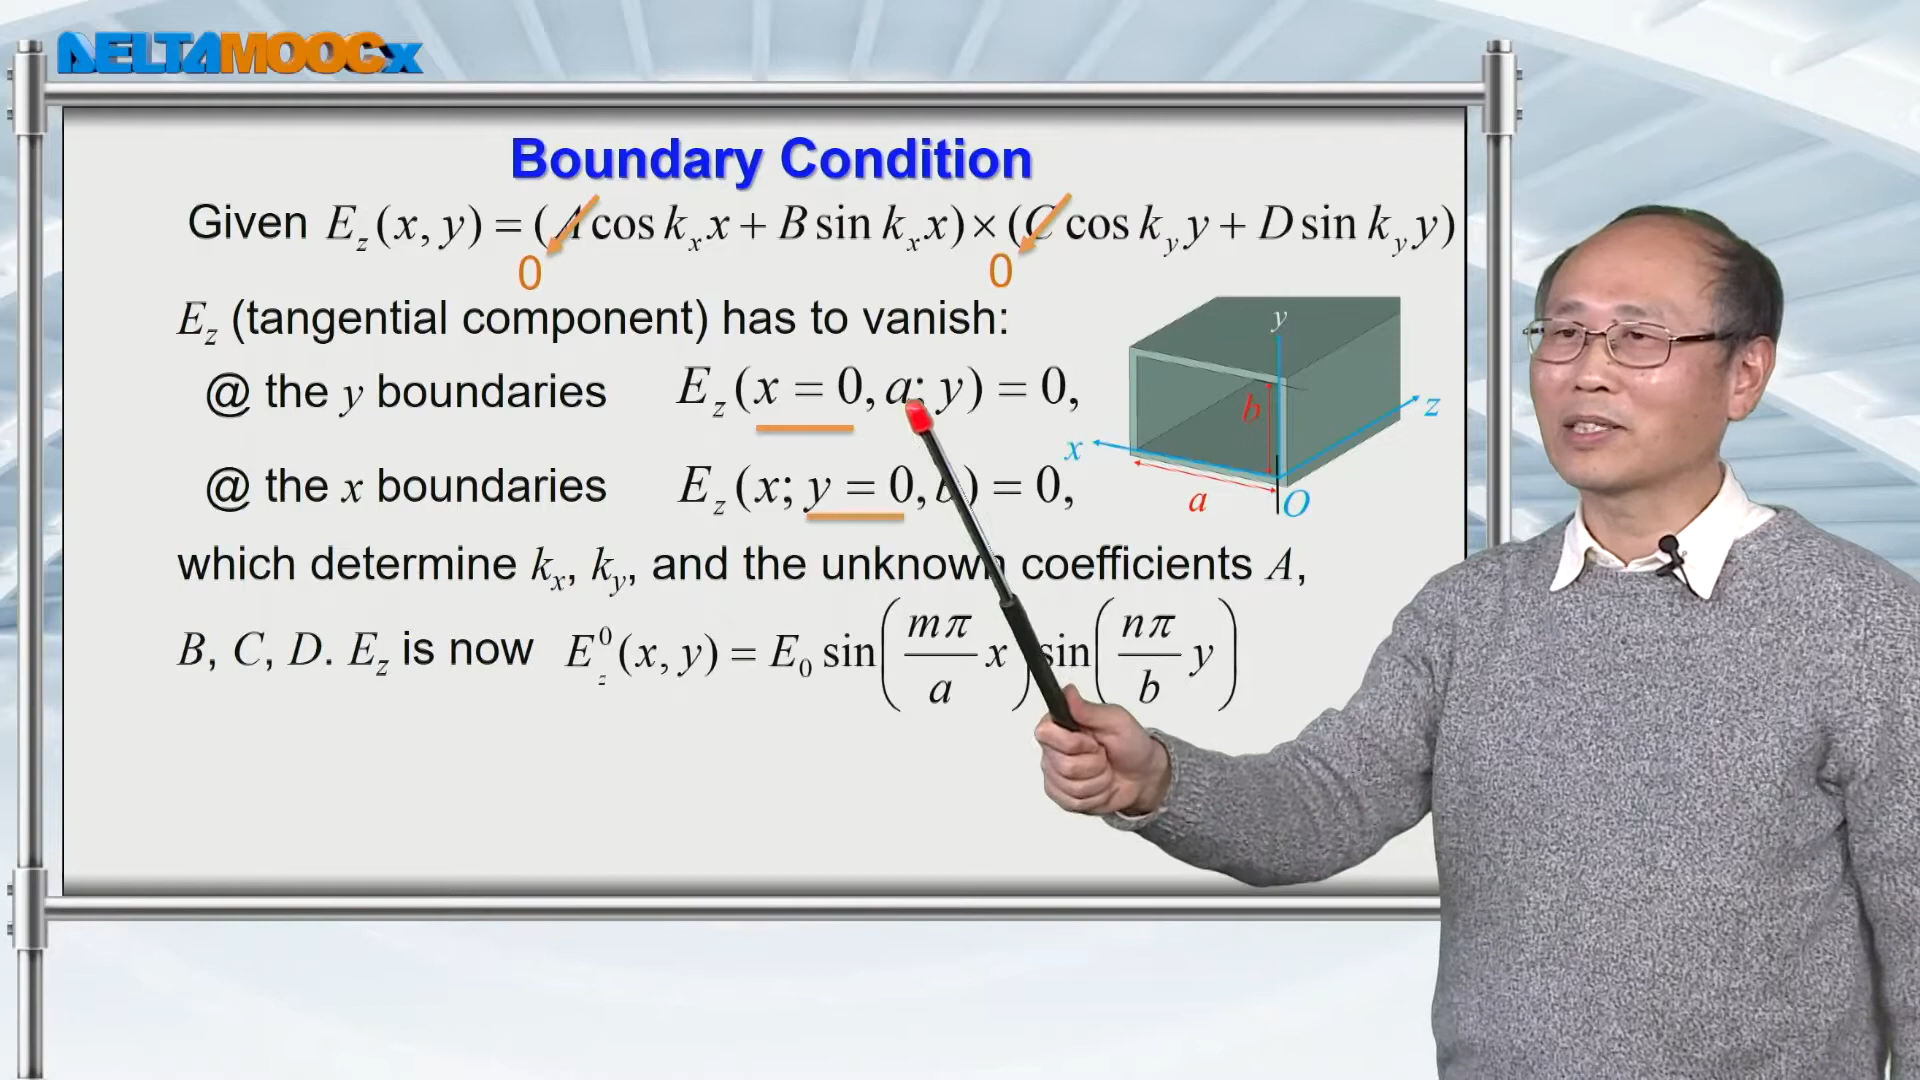 DELTAMOOCx
Boundary Condition
Given E_z(x, y) = (A cos k_x x + B sin k_x x) × (C cos k_y y + D sin k_y y)
0 0
E_z (tangential component) has to vanish:
@ the y boundaries E_z(x = 0, a; y) = 0,
@ the x boundaries E_z(x; y = 0, b) = 0,
which determine k_x, k_y, and the unknown coefficients A,
B, C, D. E_z is now E_z^0(x, y) = E_0 sin(mπ/a x) sin(nπ/b y)
y
b
z
x
a
O